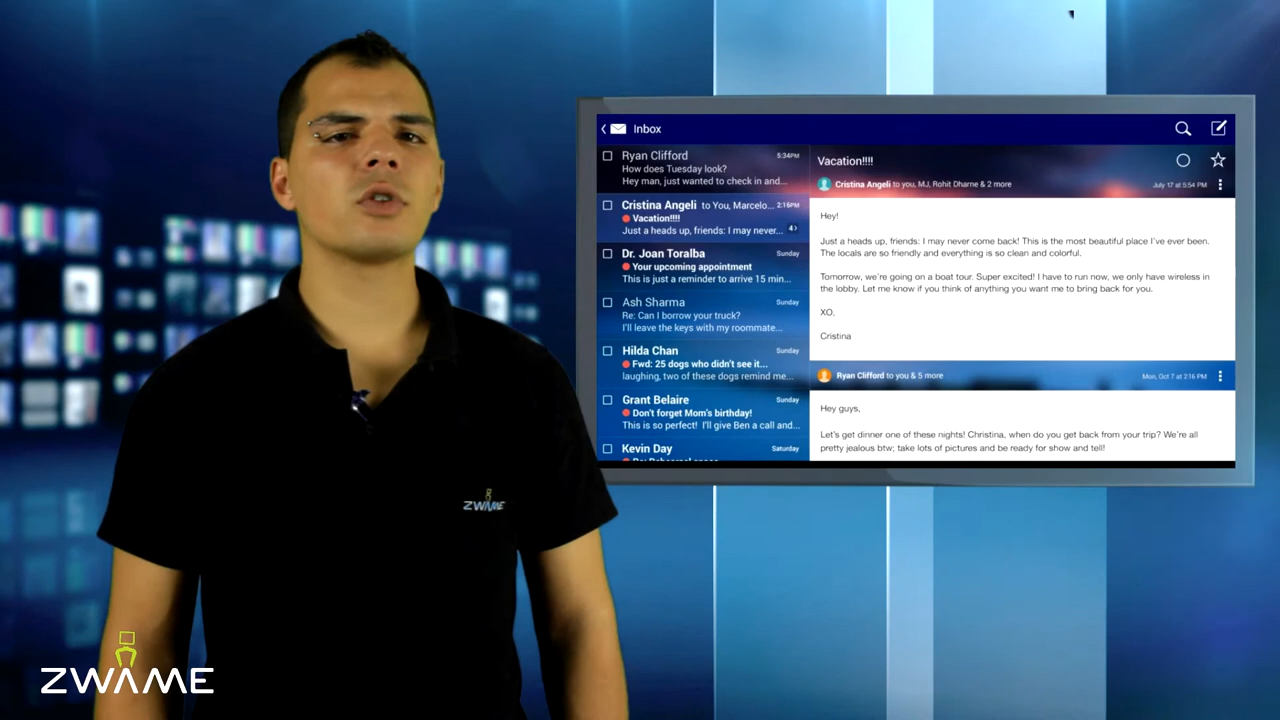 Inbox
Ryan Clifford 5:34PM
How does Tuesday look?
Hey man, just wanted to check in and...
Cristina Angeli to You, Marcelo... 2:15PM
Vacation!!!!
Just a heads up, friends: I may never... 4
Dr. Joan Toralba Sunday
Your upcoming appointment
This is just a reminder to arrive 15 min...
Ash Sharma Sunday
Re: Can I borrow your truck?
I'll leave the keys with my roommate...
Hilda Chan Sunday
Fwd: 25 dogs who didn't see it...
laughing, two of these dogs remind me...
Grant Belaire Sunday
Don't forget Mom's birthday!
This is so perfect! I'll give Ben a call and...
Kevin Day Saturday
Vacation!!!!
Cristina Angeli to you, MJ, Rohit Dharne & 2 more July 17 at 5:54 PM
Hey!
Just a heads up, friends: I may never come back! This is the most beautiful place I've ever been.
The locals are so friendly and everything is so clean and colorful.
Tomorrow, we're going on a boat tour. Super excited! I have to run now, we only have wireless in
the lobby. Let me know if you think of anything you want me to bring back for you.
XO,
Cristina
Ryan Clifford to you & 5 more Mon, Oct 7 at 2:16 PM
Hey guys,
Let's get dinner one of these nights! Christina, when do you get back from your trip? We're all
pretty jealous btw; take lots of pictures and be ready for show and tell!
ZWAME
ZWAME